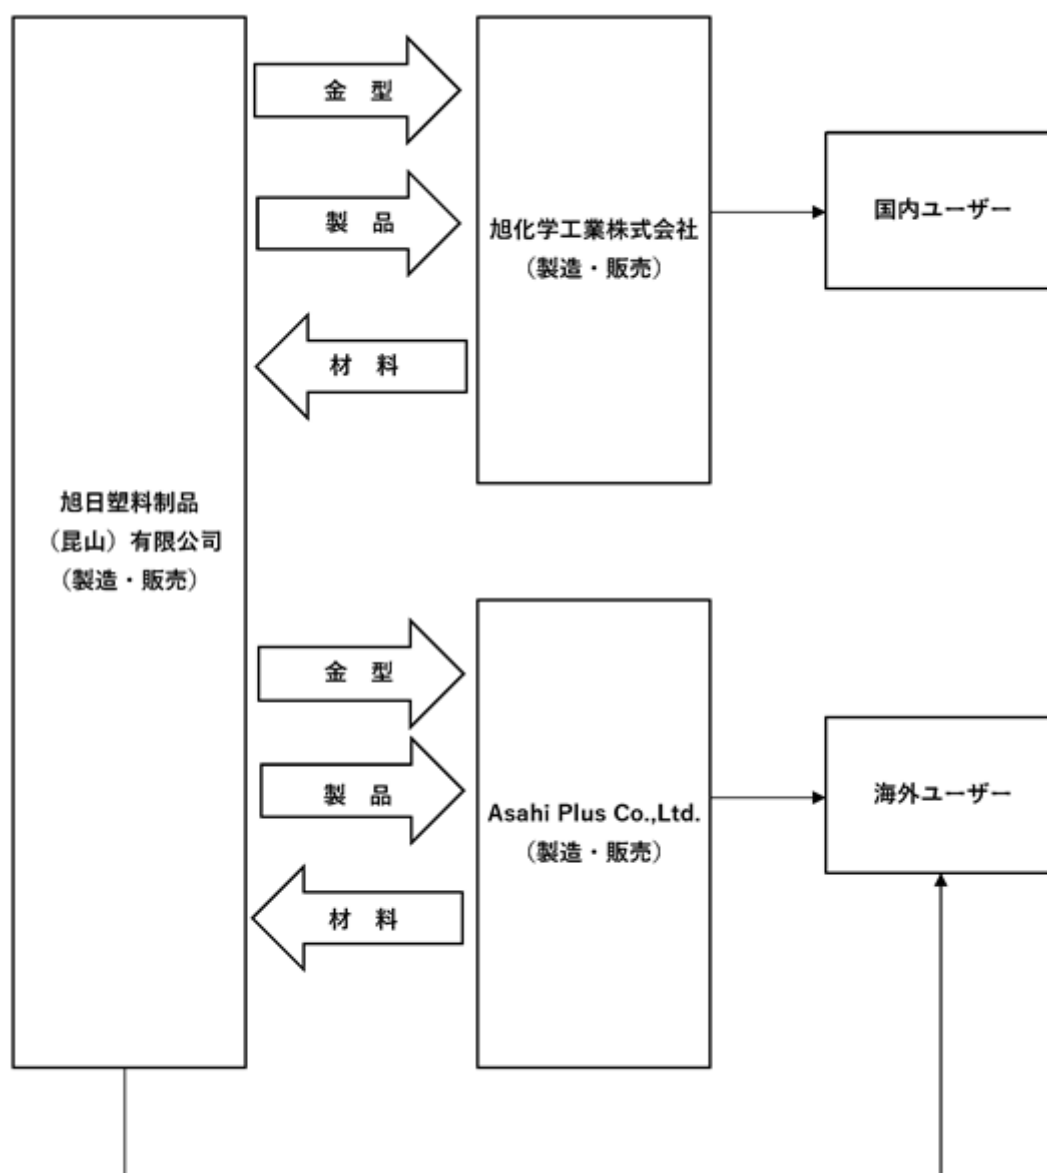 旭日塑料制品
（昆山）有限公司
（製造・販売）
金　型
製　品
材　料
旭化学工業株式会社
（製造・販売）
国内ユーザー
金　型
製　品
材　料
Asahi Plus Co.,Ltd.
（製造・販売）
海外ユーザー